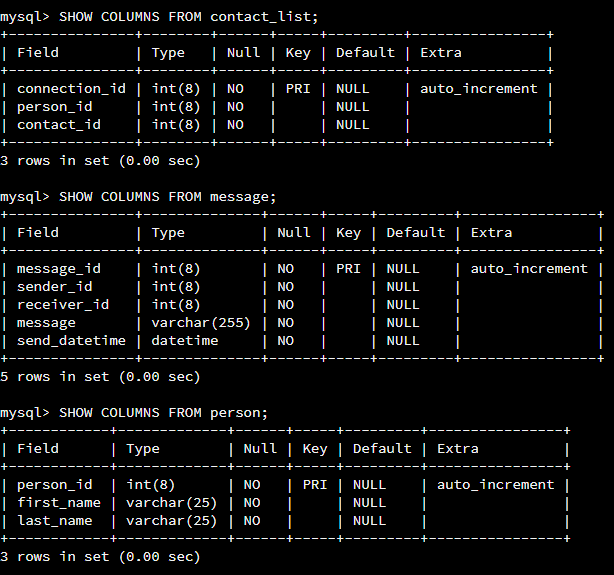 mysql> SHOW COLUMNS FROM contact_list;
+---------------+--------+------+-----+---------+----------------+
| Field         | Type   | Null | Key | Default | Extra          |
+---------------+--------+------+-----+---------+----------------+
| connection_id | int(8) | NO   | PRI | NULL    | auto_increment |
| person_id     | int(8) | NO   |     | NULL    |                |
| contact_id    | int(8) | NO   |     | NULL    |                |
+---------------+--------+------+-----+---------+----------------+
3 rows in set (0.00 sec)

mysql> SHOW COLUMNS FROM message;
+---------------+--------------+------+-----+---------+----------------+
| Field         | Type         | Null | Key | Default | Extra          |
+---------------+--------------+------+-----+---------+----------------+
| message_id    | int(8)       | NO   | PRI | NULL    | auto_increment |
| sender_id     | int(8)       | NO   |     | NULL    |                |
| receiver_id   | int(8)       | NO   |     | NULL    |                |
| message       | varchar(255) | NO   |     | NULL    |                |
| send_datetime | datetime     | NO   |     | NULL    |                |
+---------------+--------------+------+-----+---------+----------------+
5 rows in set (0.00 sec)

mysql> SHOW COLUMNS FROM person;
+------------+-------------+------+-----+---------+----------------+
| Field      | Type        | Null | Key | Default | Extra          |
+------------+-------------+------+-----+---------+----------------+
| person_id  | int(8)      | NO   | PRI | NULL    | auto_increment |
| first_name | varchar(25) | NO   |     | NULL    |                |
| last_name  | varchar(25) | NO   |     | NULL    |                |
+------------+-------------+------+-----+---------+----------------+
3 rows in set (0.00 sec)